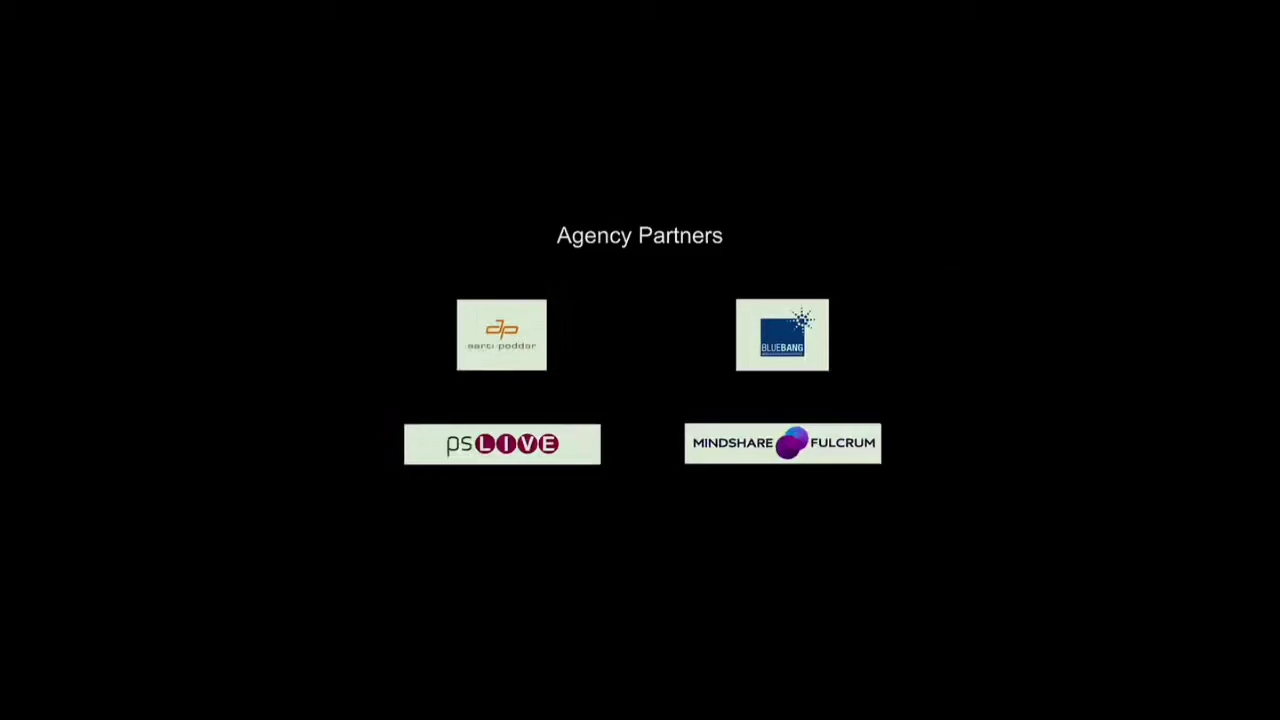 Agency Partners
aarti poddar
BLUEBANG
psLIVE
MINDSHARE FULCRUM